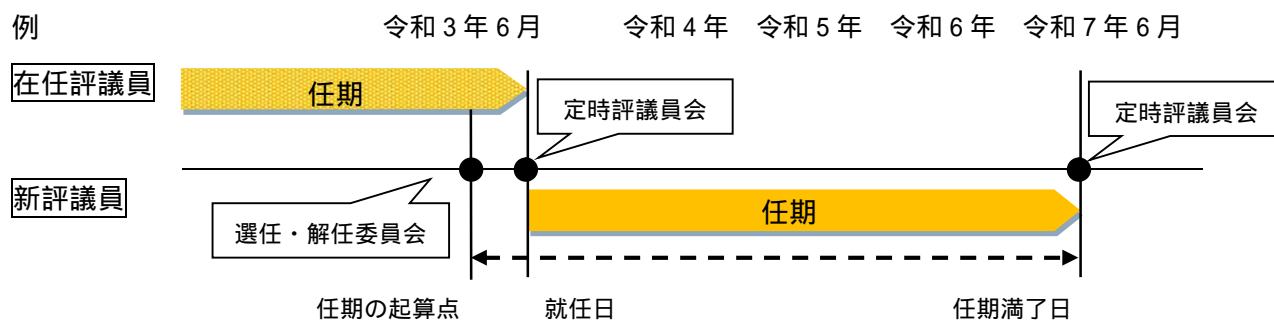 例
令和3年6月 令和4年 令和5年 令和6年 令和7年6月
在任評議員
任期
定時評議員会
定時評議員会
新評議員
任期
選任・解任委員会
任期の起算点 就任日 任期満了日